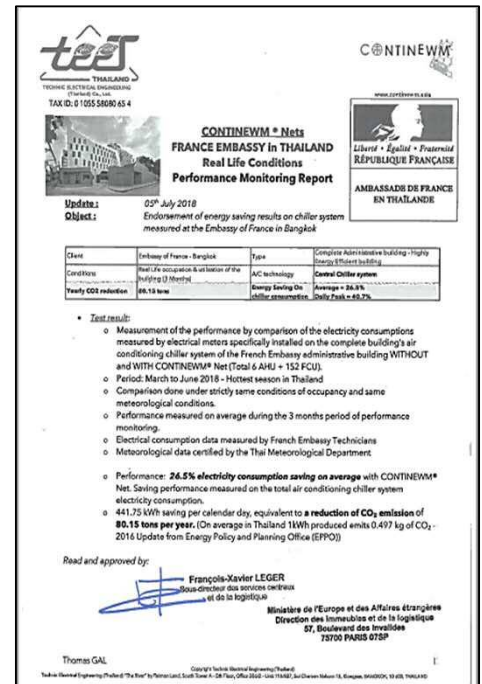 teeT
THAILAND
TECHNIC ELECTRICAL ENGINEERING
(Thailand) Co., Ltd.
TAX ID: 0 1055 58080 65 4
CONTINEWM
www.continewm.asia
CONTINEWM ® Nets
FRANCE EMBASSY in THAILAND
Real Life Conditions
Performance Monitoring Report
Liberté • Égalité • Fraternité
RÉPUBLIQUE FRANÇAISE
AMBASSADE DE FRANCE
EN THAÏLANDE
Update : 05th July 2018
Object : Endorsement of energy saving results on chiller system
measured at the Embassy of France in Bangkok
Client Embassy of France - Bangkok Type Complete Administrative building - Highly
Energy Efficient building
Conditions Real Life occupation & utilisation of the
building (3 Months) A/C technology Central Chiller system
Yearly CO2 reduction 80.15 tons Energy Saving On
chiller consumption Average = 26.5%
Daily Peak = 40.7%
• Test result:
o Measurement of the performance by comparison of the electricity consumptions
measured by electrical meters specifically installed on the complete building's air
conditioning chiller system of the French Embassy administrative building WITHOUT
and WITH CONTINEWM® Net (Total 6 AHU + 152 FCU).
o Period: March to June 2018 - Hottest season in Thailand
o Comparison done under strictly same conditions of occupancy and same
meteorological conditions.
o Performance measured on average during the 3 months period of performance
monitoring.
o Electrical consumption data measured by French Embassy Technicians
o Meteorological data certified by the Thai Meteorological Department
o Performance: 26.5% electricity consumption saving on average with CONTINEWM®
Net. Saving performance measured on the total air conditioning chiller system
electricity consumption.
o 441.75 kWh saving per calendar day, equivalent to a reduction of CO₂ emission of
80.15 tons per year. (On average in Thailand 1kWh produced emits 0.497 kg of CO₂ -
2016 Update from Energy Policy and Planning Office (EPPO))
Read and approved by:
François-Xavier LEGER
Sous-directeur des services centraux
et de la logistique
Ministère de l'Europe et des Affaires étrangères
Direction des Immeubles et de la logistique
57, Boulevard des Invalides
75700 PARIS 07SP
Thomas GAL
Copyright Technic Electrical Engineering (Thailand)